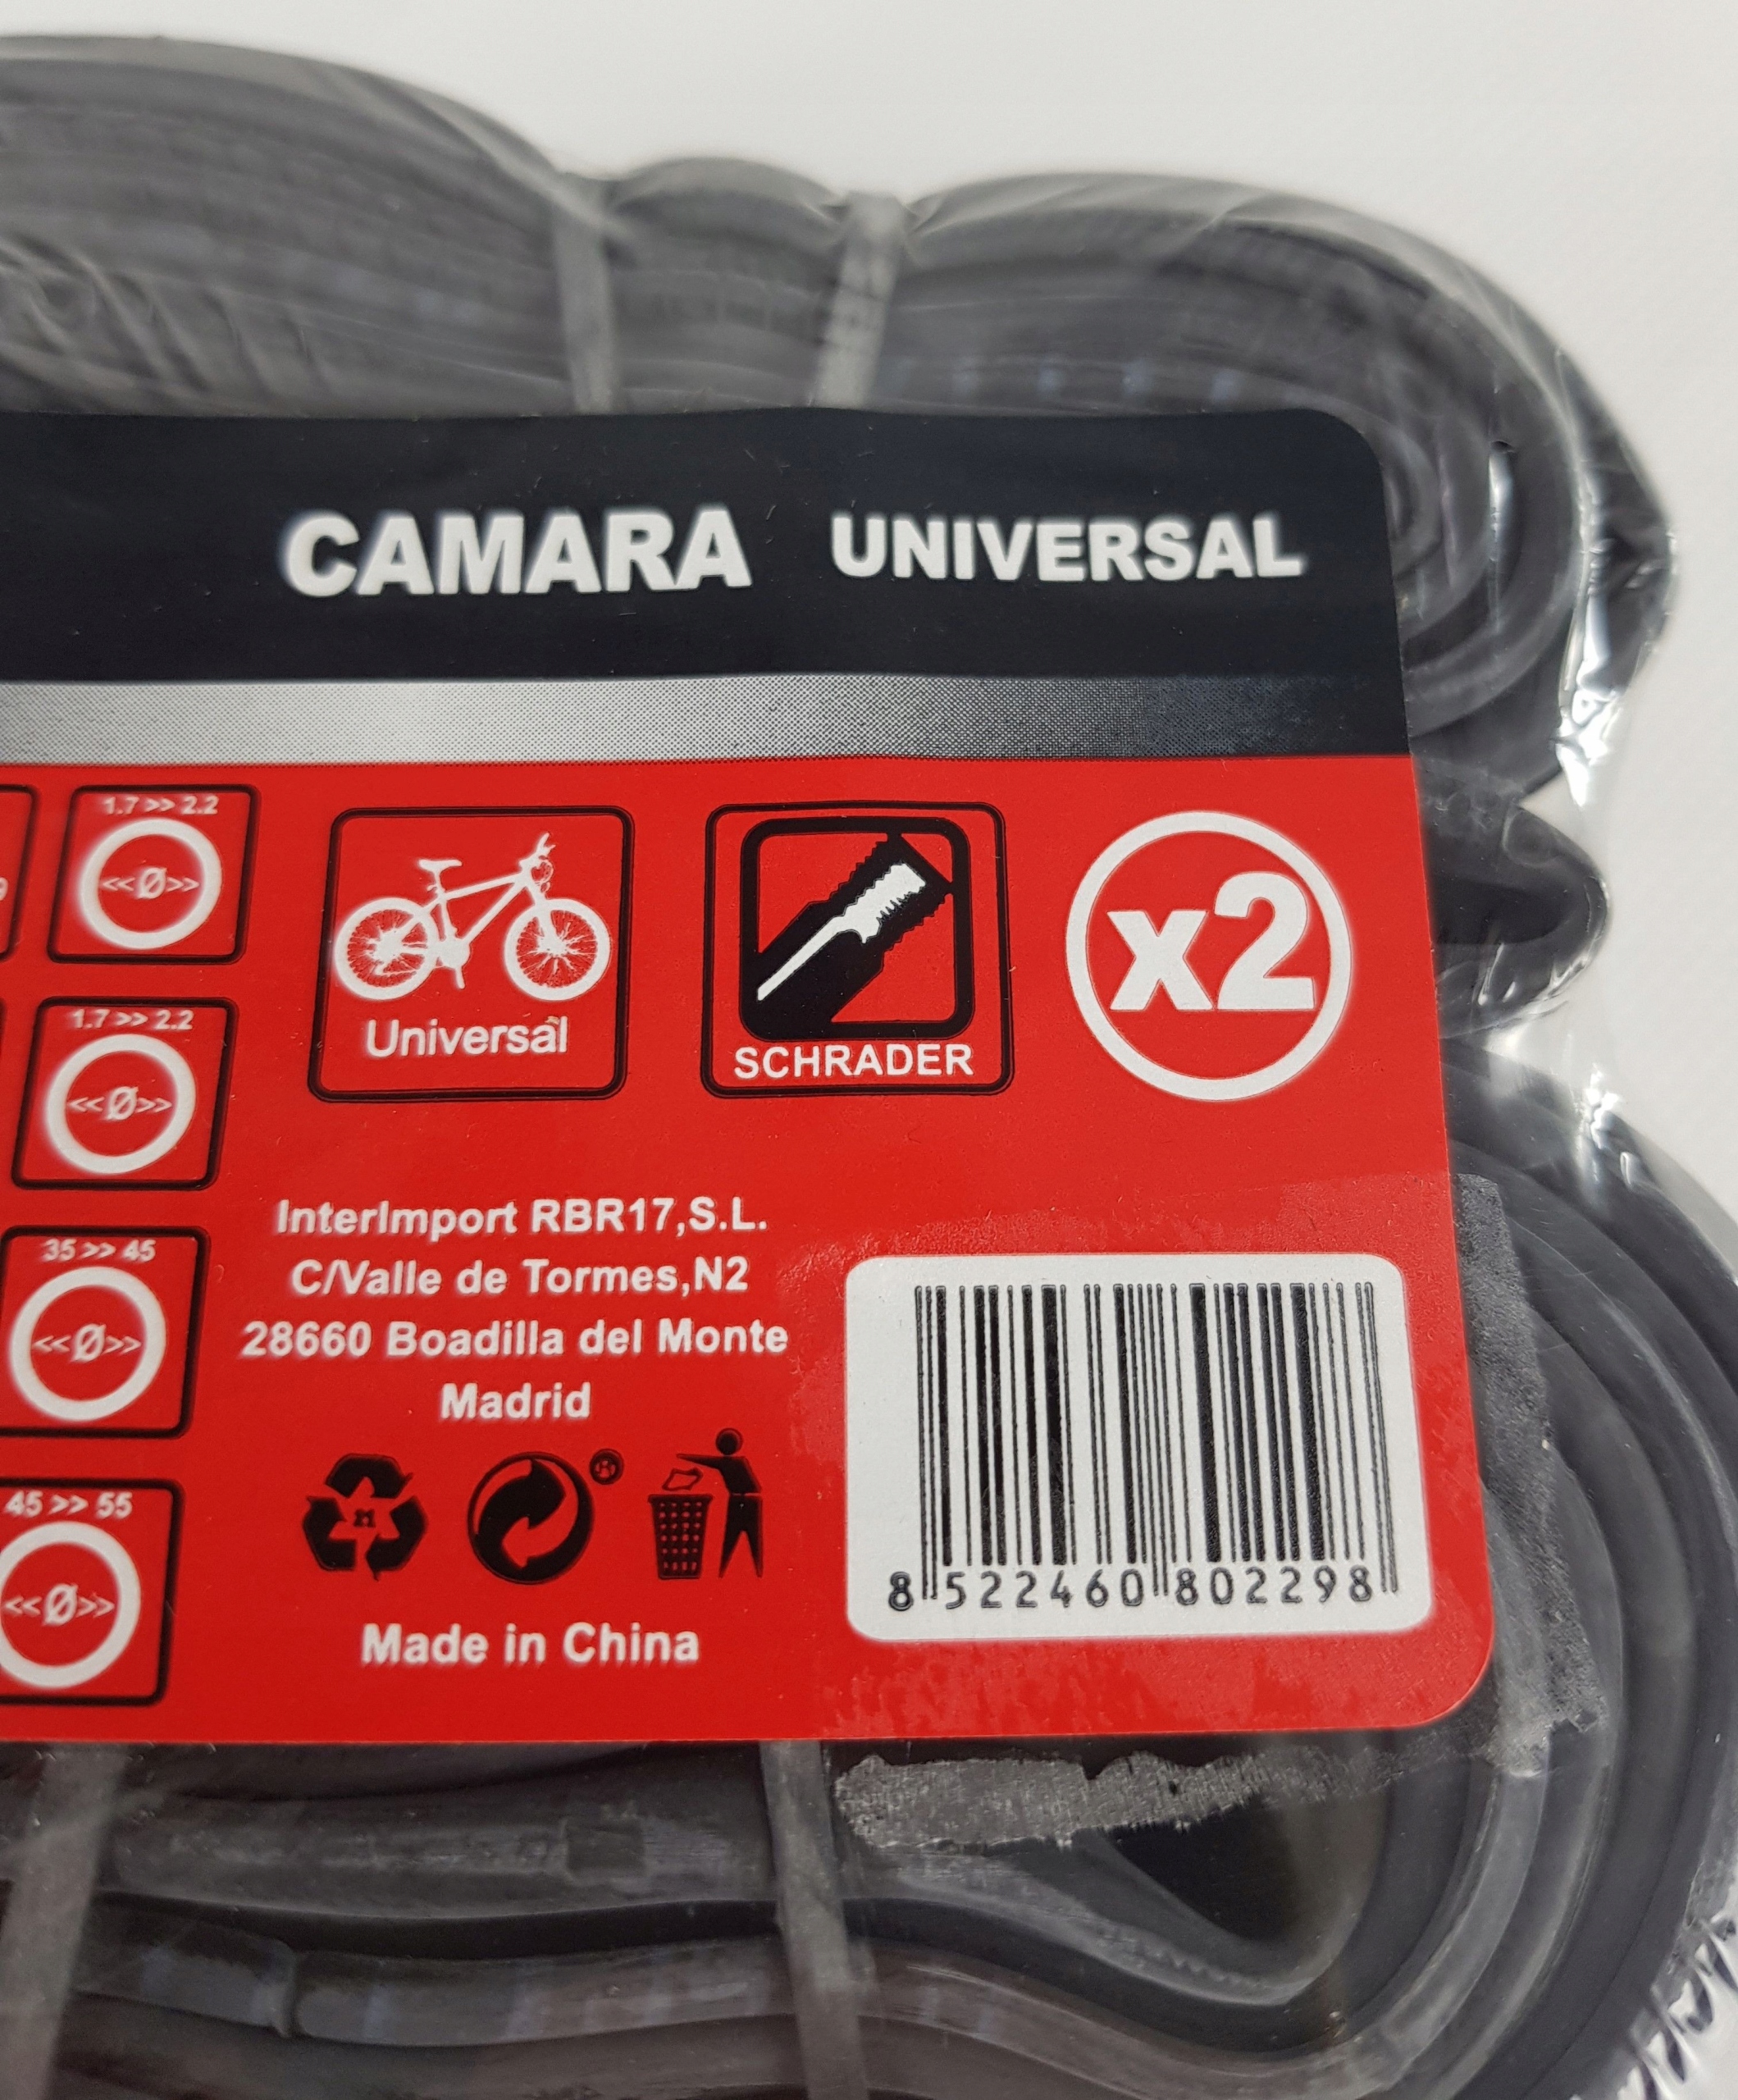 CAMARA UNIVERSAL
1.7 >> 2.2
<<Ø>>
Universal
SCHRADER
x2
1.7 >> 2.2
<<Ø>>
35 >> 45
<<Ø>>
45 >> 55
<<Ø>>
InterImport RBR17,S.L.
C/Valle de Tormes,N2
28660 Boadilla del Monte
Madrid
Made in China
8 522460 802298